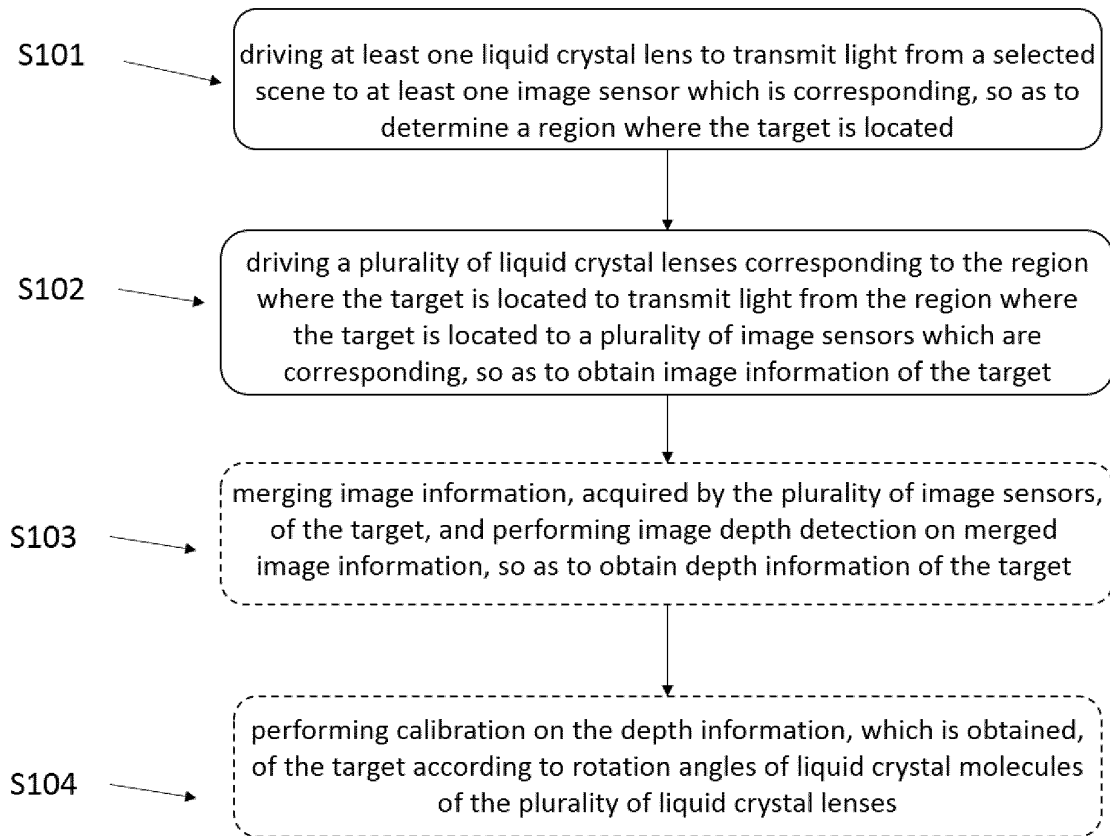 S101
driving at least one liquid crystal lens to transmit light from a selected
scene to at least one image sensor which is corresponding, so as to
determine a region where the target is located
S102
driving a plurality of liquid crystal lenses corresponding to the region
where the target is located to transmit light from the region where
the target is located to a plurality of image sensors which are
corresponding, so as to obtain image information of the target
S103
merging image information, acquired by the plurality of image sensors,
of the target, and performing image depth detection on merged
image information, so as to obtain depth information of the target
S104
performing calibration on the depth information, which is obtained,
of the target according to rotation angles of liquid crystal molecules
of the plurality of liquid crystal lenses